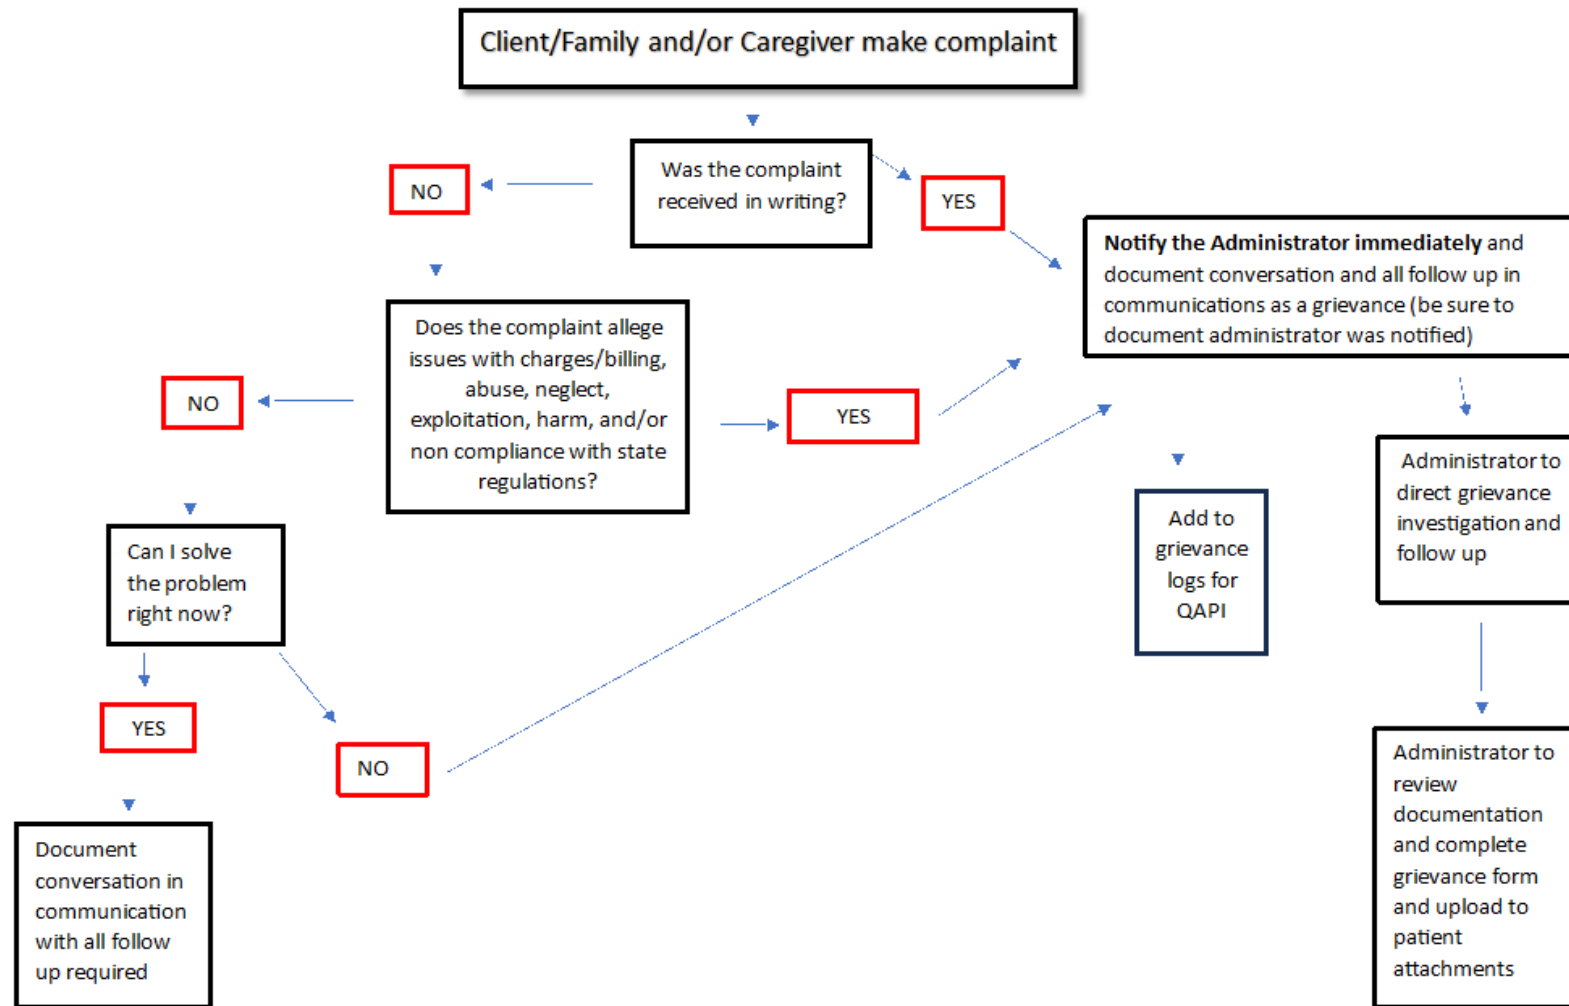 Client/Family and/or Caregiver make complaint
Was the complaint
received in writing?
NO
YES
Notify the Administrator immediately and
document conversation and all follow up in
communications as a grievance (be sure to
document administrator was notified)
Does the complaint allege
issues with charges/billing,
abuse, neglect,
exploitation, harm, and/or
non compliance with state
regulations?
NO
YES
Administrator to
direct grievance
investigation and
follow up
Add to
grievance
logs for
QAPI
Can I solve
the problem
right now?
YES
NO
Administrator to
review
documentation
and complete
grievance form
and upload to
patient
attachments
Document
conversation in
communication
with all follow
up required